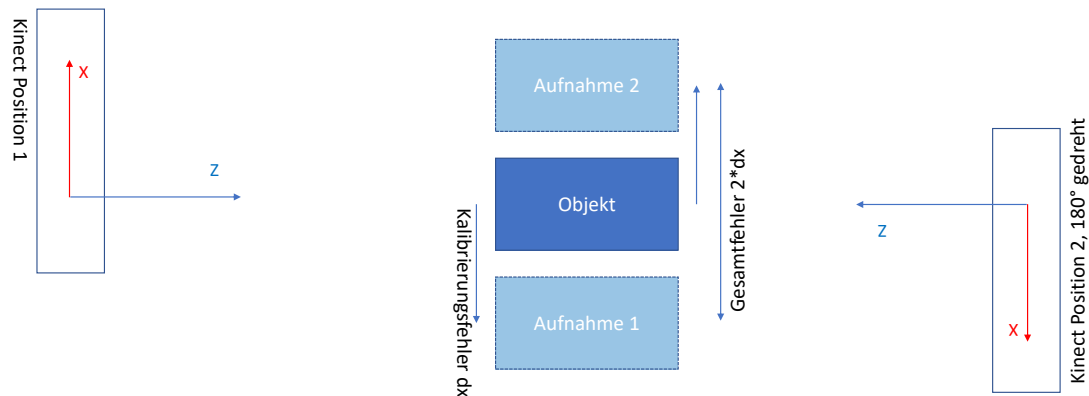 Kinect Position 1
X
Z
Aufnahme 2
Objekt
Aufnahme 1
Kalibrierungsfehler dx
Gesamtfehler 2*dx
Z
X
Kinect Position 2, 180° gedreht